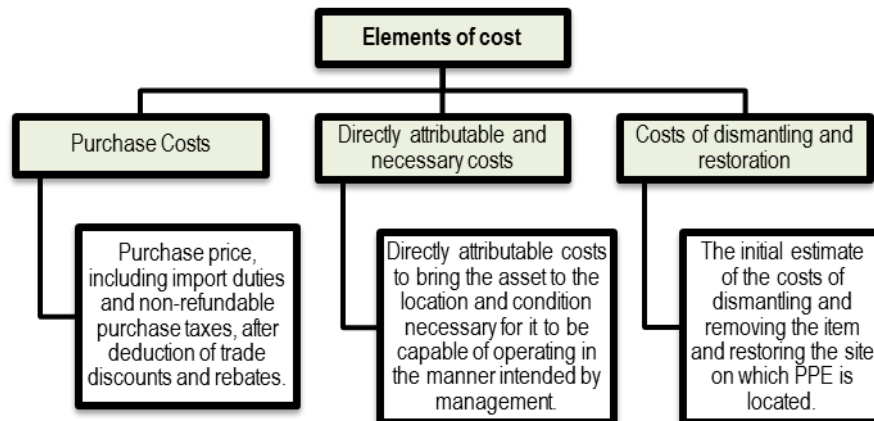 Elements of cost
Purchase Costs
Directly attributable and
necessary costs
Costs of dismantling and
restoration
Purchase price,
including import duties
and non-refundable
purchase taxes, after
deduction of trade
discounts and rebates.
Directly attributable costs
to bring the asset to the
location and condition
necessary for it to be
capable of operating in
the manner intended by
management.
The initial estimate
of the costs of
dismantling and
removing the item
and restoring the site
on which PPE is
located.